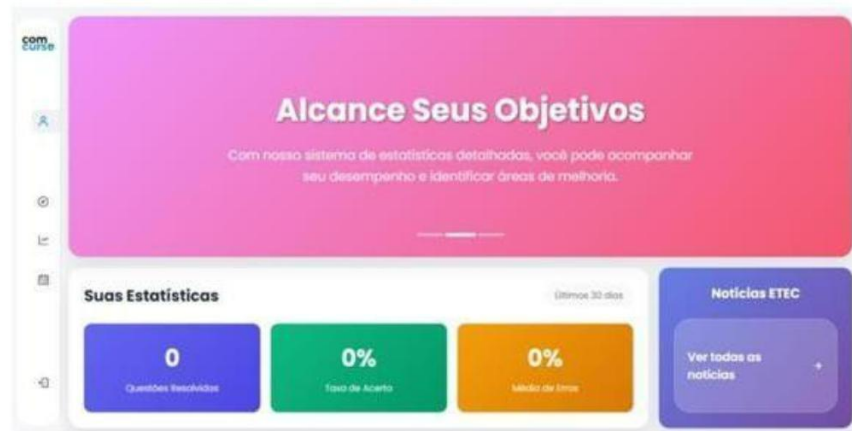 com
curse
Alcance Seus Objetivos
Com nosso sistema de estatísticas detalhadas, você pode acompanhar
seu desempenho e identificar áreas de melhoria.
Suas Estatísticas
Últimos 30 dias
Notícias ETEC
0
Questões Resolvidas
0%
Taxa de Acerto
0%
Média de Erros
Ver todas as
notícias